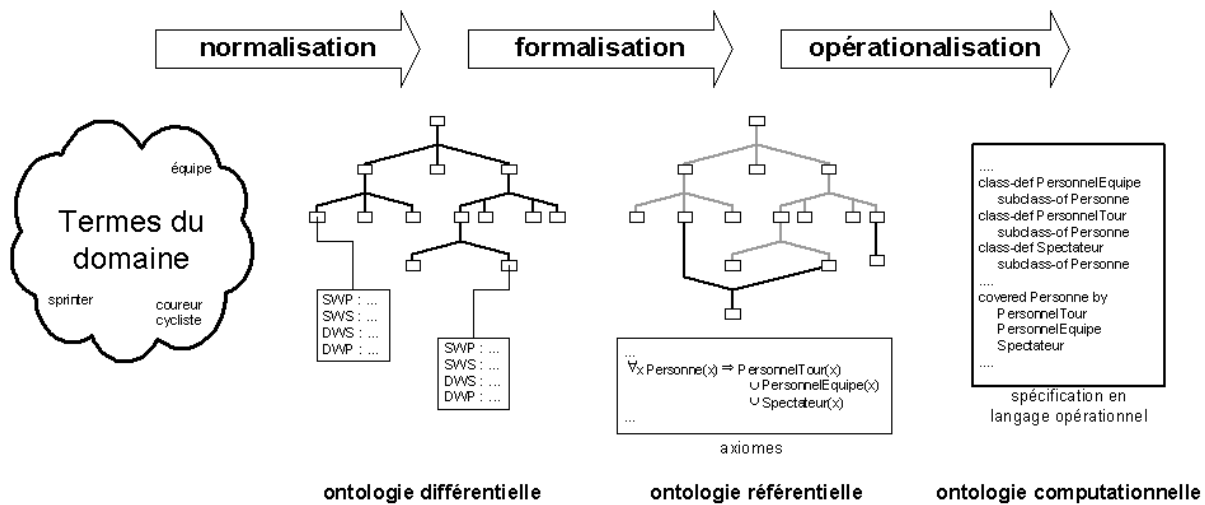 normalisation
formalisation
opérationalisation
équipe
Termes du
domaine
sprinter
coureur
cycliste
SWP : ...
SWS : ...
DWS : ...
DWP : ...
SWP : ...
SWS : ...
DWS : ...
DWP : ...
...
∀x Personne(x) ⇒ PersonnelTour(x)
∪ PersonnelEquipe(x)
∪ Spectateur(x)
...
axiomes
....
class-def PersonnelEquipe
subclass-of Personne
class-def PersonnelTour
subclass-of Personne
class-def Spectateur
subclass-of Personne
....
covered Personne by
PersonnelTour
PersonnelEquipe
Spectateur
....
spécification en
langage opérationnel
ontologie différentielle
ontologie référentielle
ontologie computationnelle